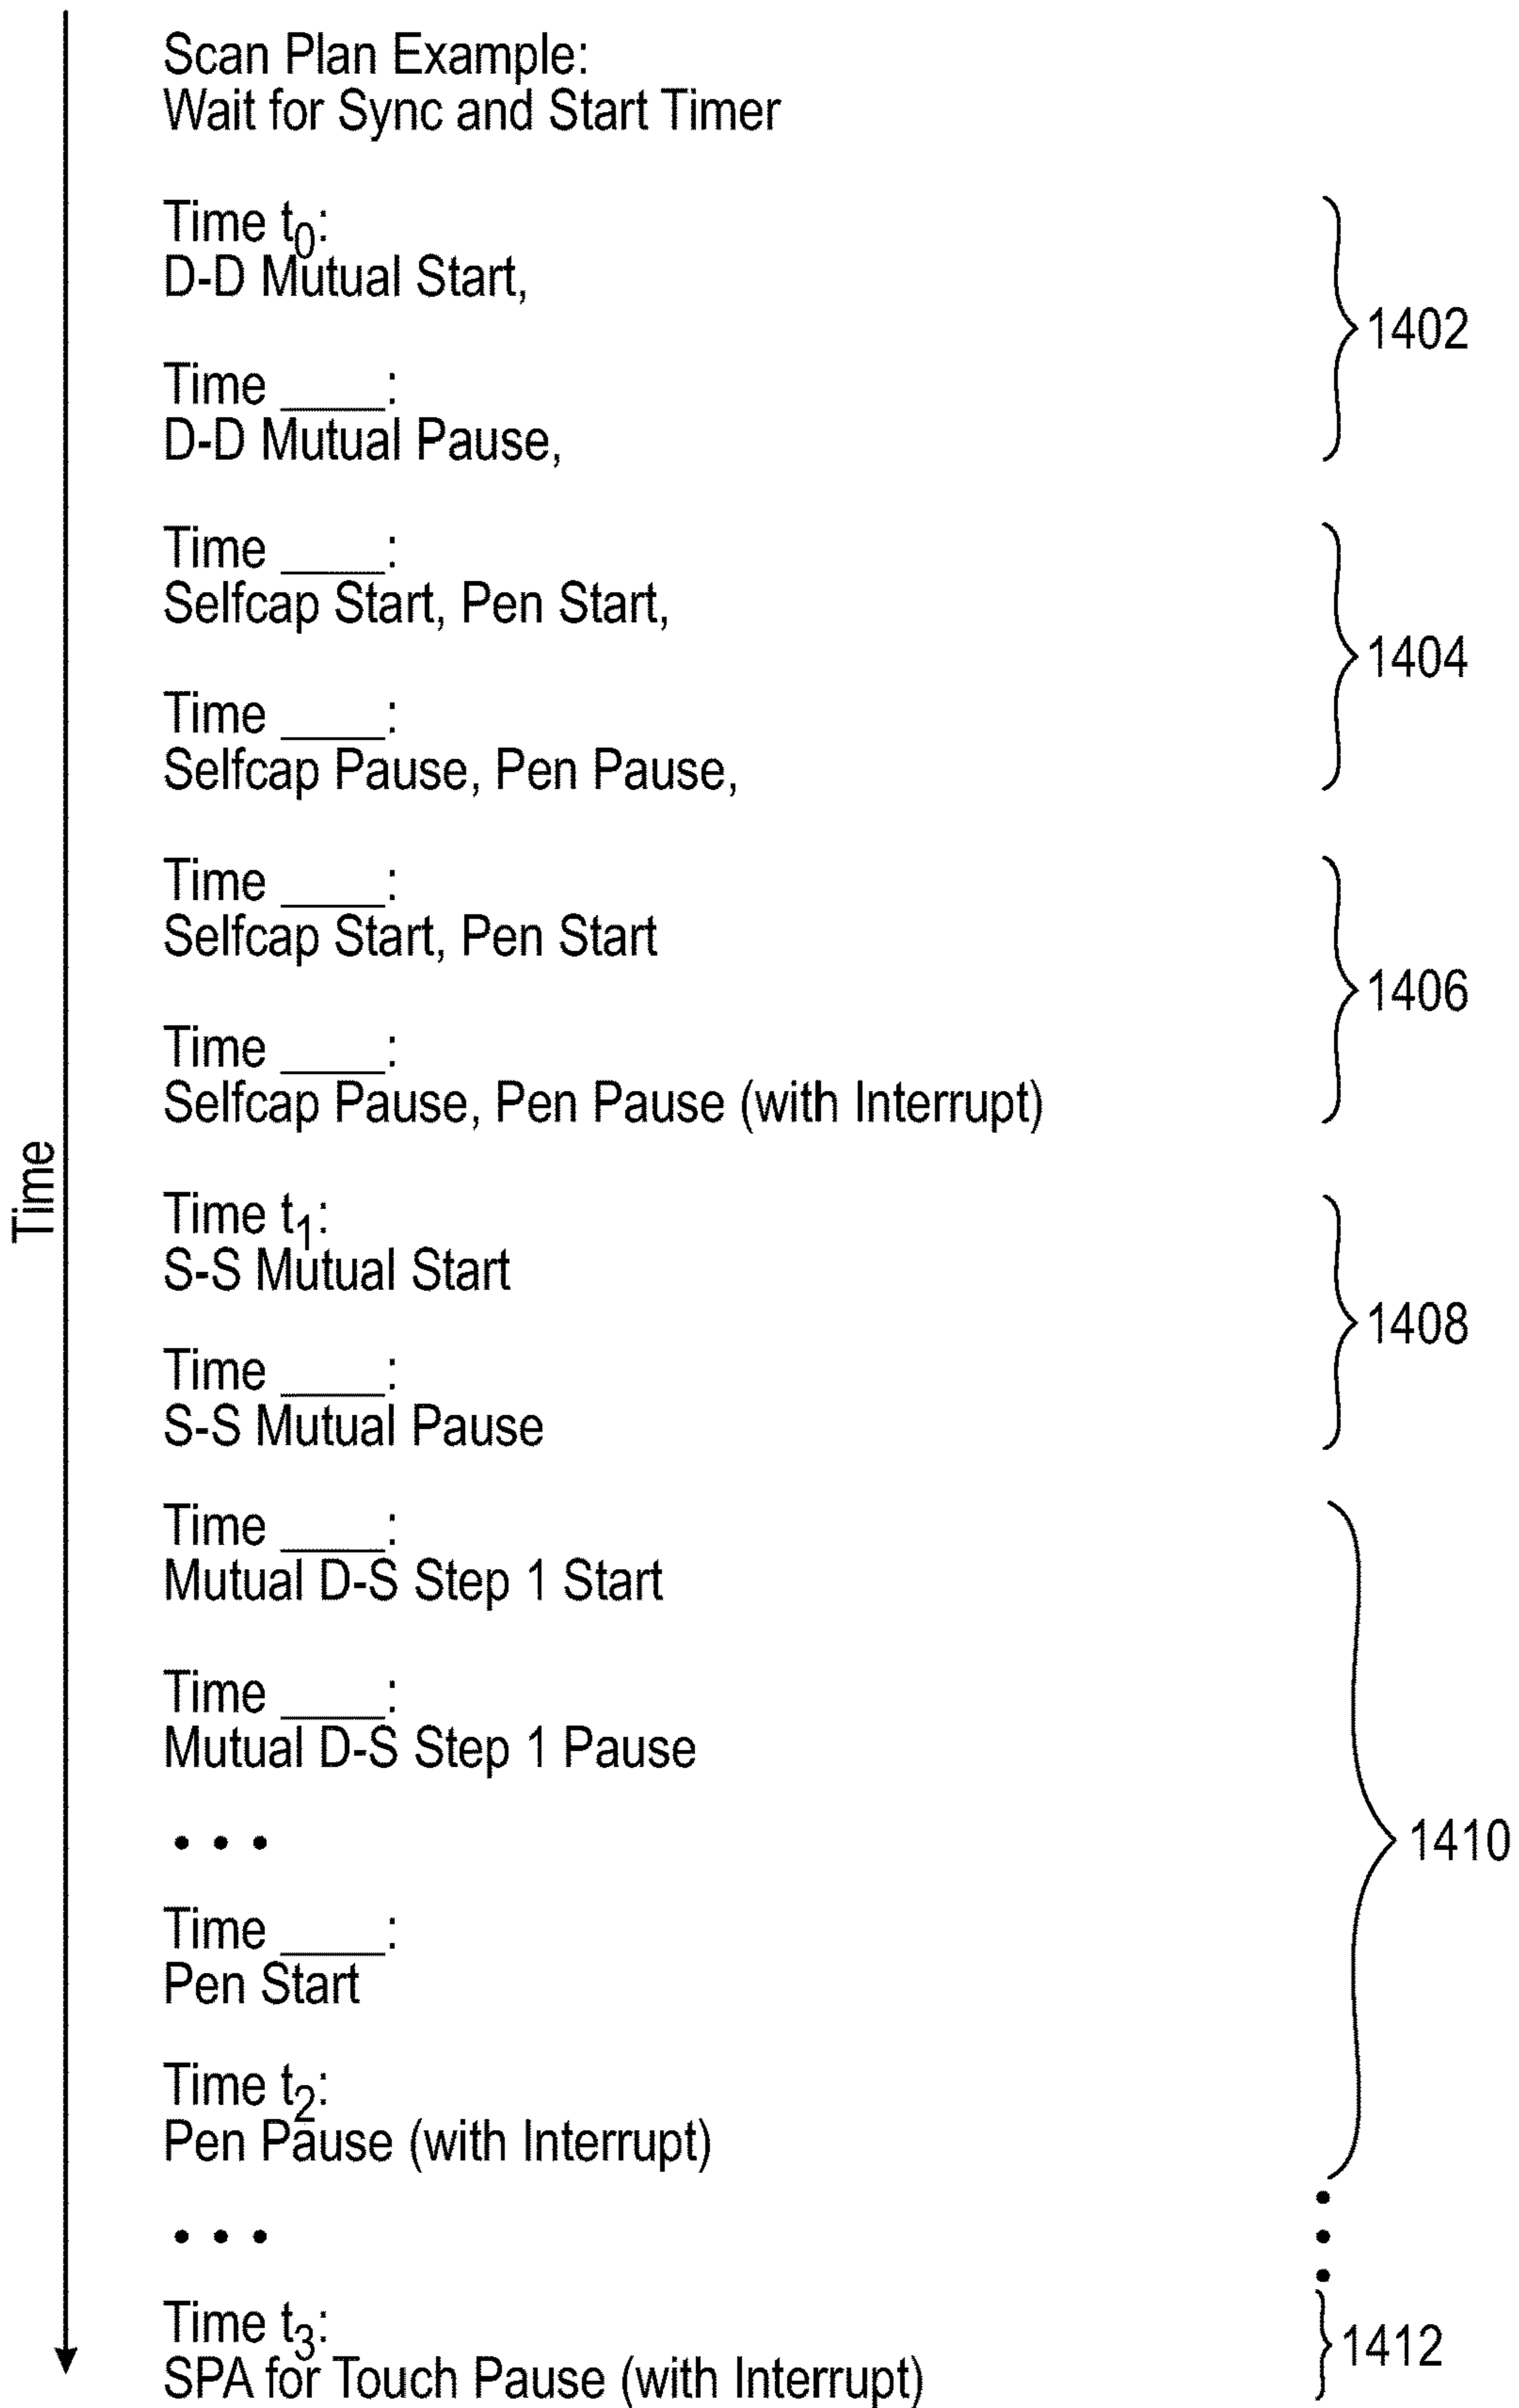 Scan Plan Example:
Wait for Sync and Start Timer
Time t0:
D-D Mutual Start,
1402
Time ____:
D-D Mutual Pause,
Time ____:
Selfcap Start, Pen Start,
1404
Time ____:
Selfcap Pause, Pen Pause,
Time ____:
Selfcap Start, Pen Start
1406
Time ____:
Selfcap Pause, Pen Pause (with Interrupt)
Time
Time t1:
S-S Mutual Start
1408
Time ____:
S-S Mutual Pause
Time ____:
Mutual D-S Step 1 Start
Time ____:
Mutual D-S Step 1 Pause
• • •
1410
Time ____:
Pen Start
Time t2:
Pen Pause (with Interrupt)
• • •
Time t3:
1412
SPA for Touch Pause (with Interrupt)